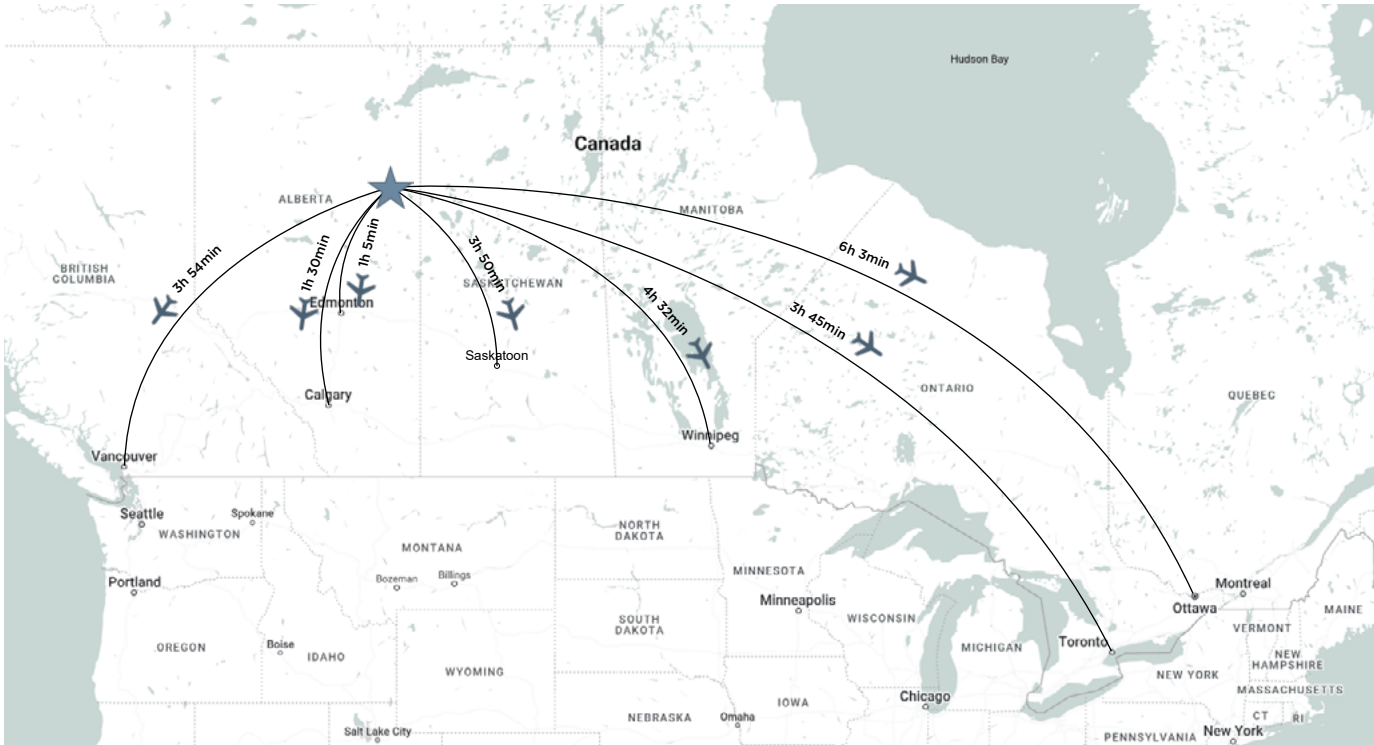 Hudson Bay
Canada
ALBERTA
MANITOBA
3h 54min
1h 30min
1h 5min
3h 50min
6h 3min
BRITISH
COLUMBIA
SASKATCHEWAN
Edmonton
4h 32min
3h 45min
Saskatoon
ONTARIO
QUEBEC
Calgary
Winnipeg
Vancouver
Seattle
Spokane
WASHINGTON
NORTH
DAKOTA
MONTANA
Bozeman
Billings
MINNESOTA
Portland
Minneapolis
Montreal
Ottawa
MAINE
WISCONSIN
SOUTH
DAKOTA
VERMONT
OREGON
Boise
IDAHO
MICHIGAN
Toronto
NEW
HAMPSHIRE
WYOMING
NEW YORK
MASSACHUSETTS
Chicago
IOWA
NEBRASKA
Omaha
CT
RI
Salt Lake City
PENNSYLVANIA
New York